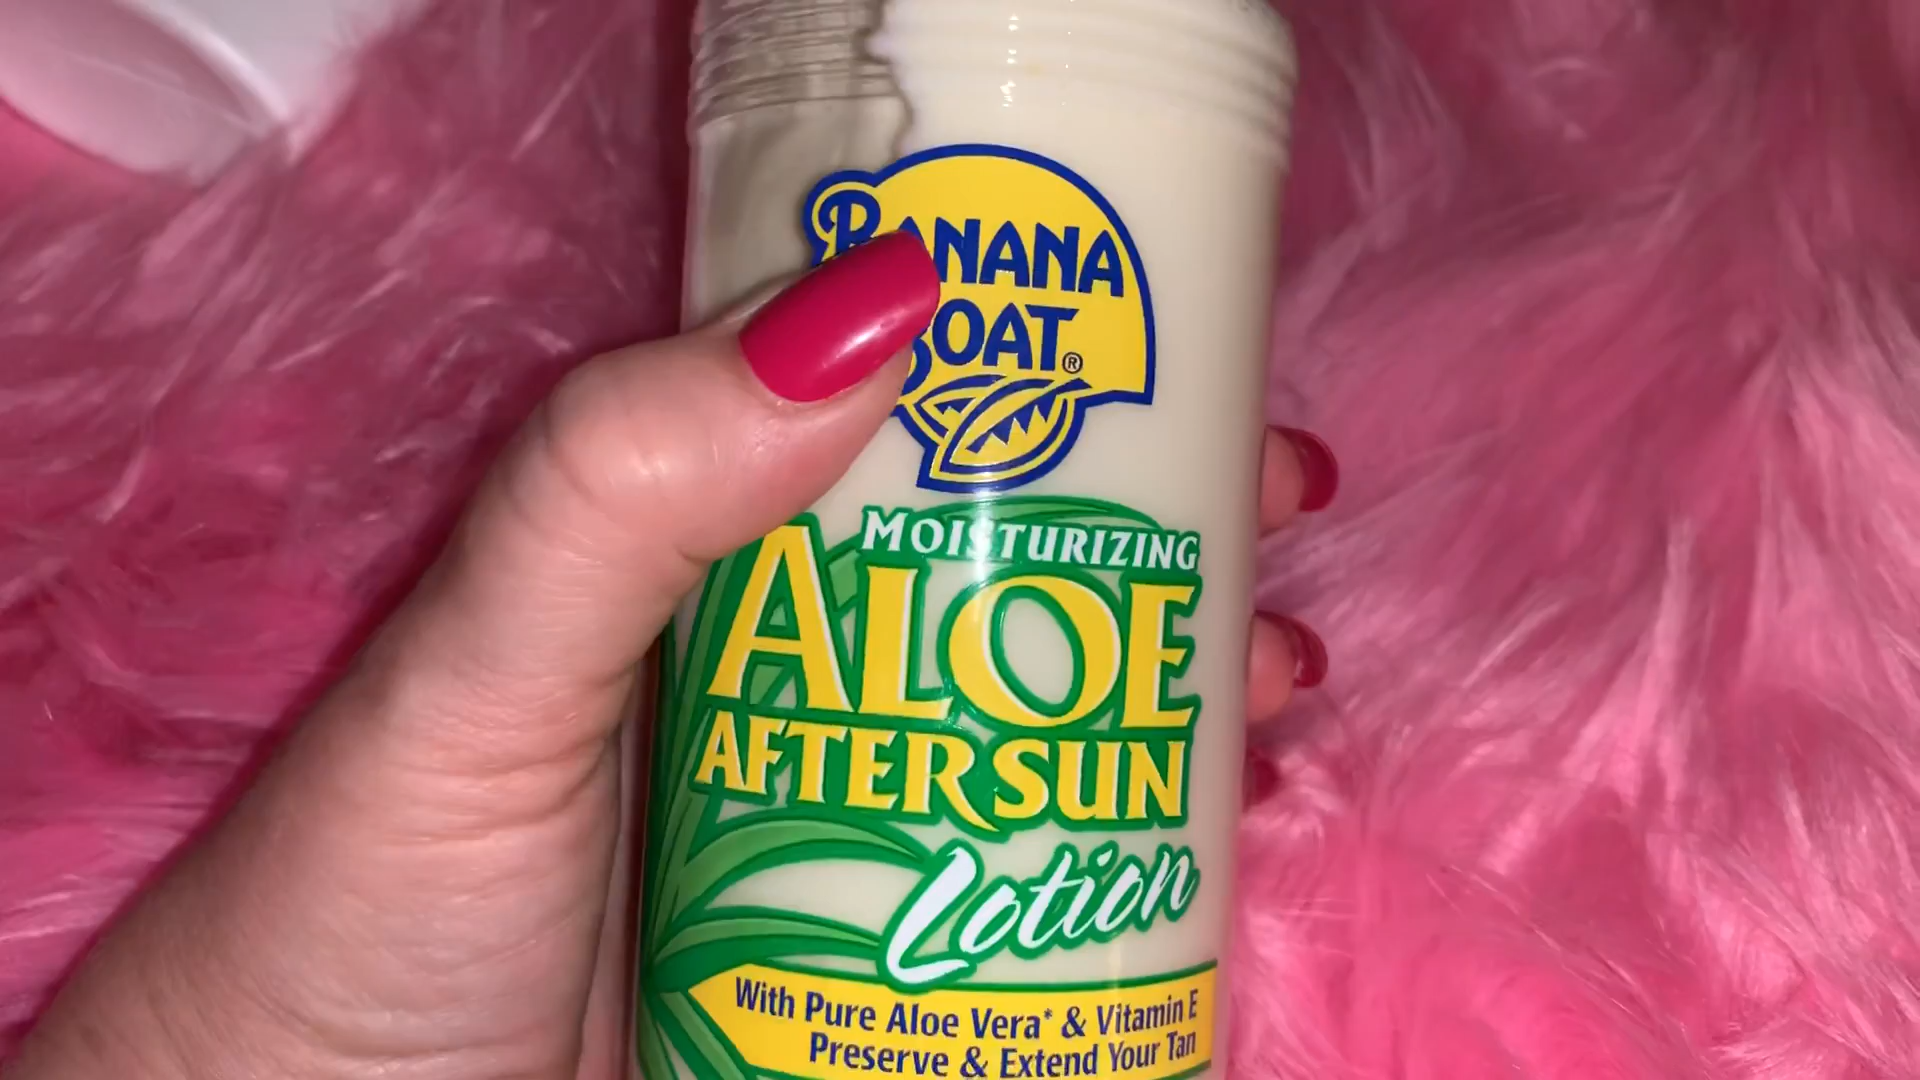 BANANA
BOAT®
MOISTURIZING
ALOE
AFTER SUN
Lotion
With Pure Aloe Vera* & Vitamin E
Preserve & Extend Your Tan